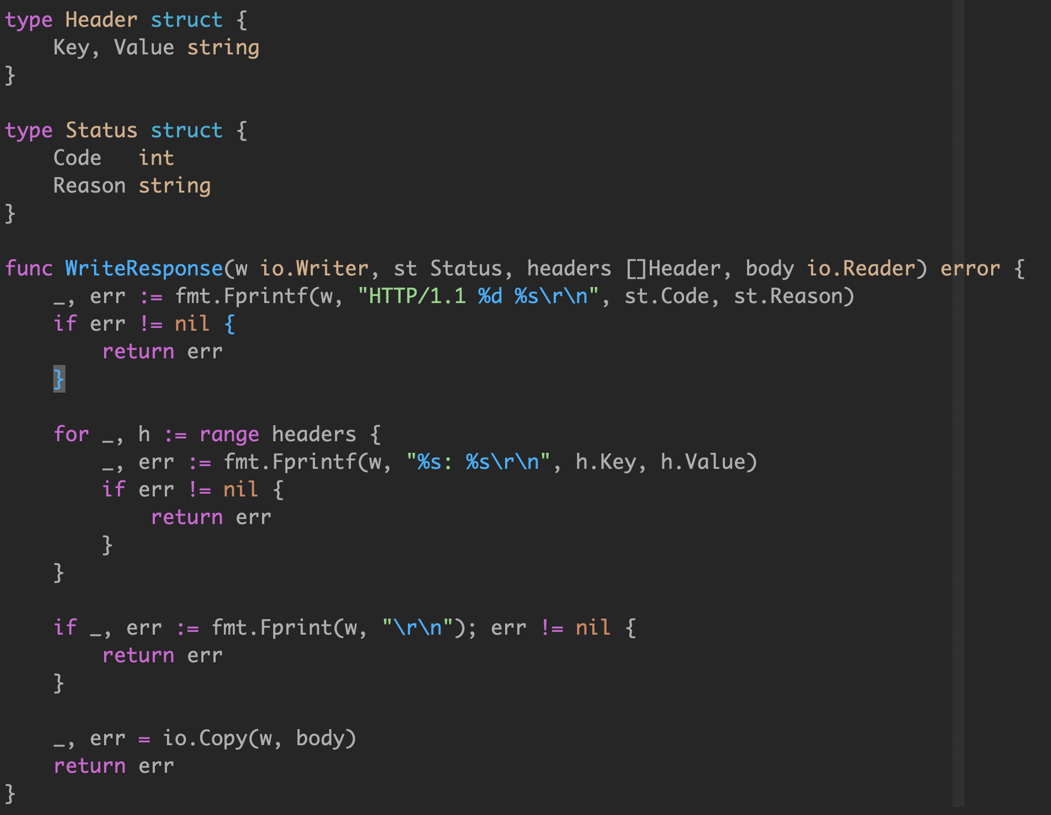 type Header struct {
    Key, Value string
}

type Status struct {
    Code   int
    Reason string
}

func WriteResponse(w io.Writer, st Status, headers []Header, body io.Reader) error {
    _, err := fmt.Fprintf(w, "HTTP/1.1 %d %s\r\n", st.Code, st.Reason)
    if err != nil {
        return err
    }

    for _, h := range headers {
        _, err := fmt.Fprintf(w, "%s: %s\r\n", h.Key, h.Value)
        if err != nil {
            return err
        }
    }

    if _, err := fmt.Fprint(w, "\r\n"); err != nil {
        return err
    }

    _, err = io.Copy(w, body)
    return err
}